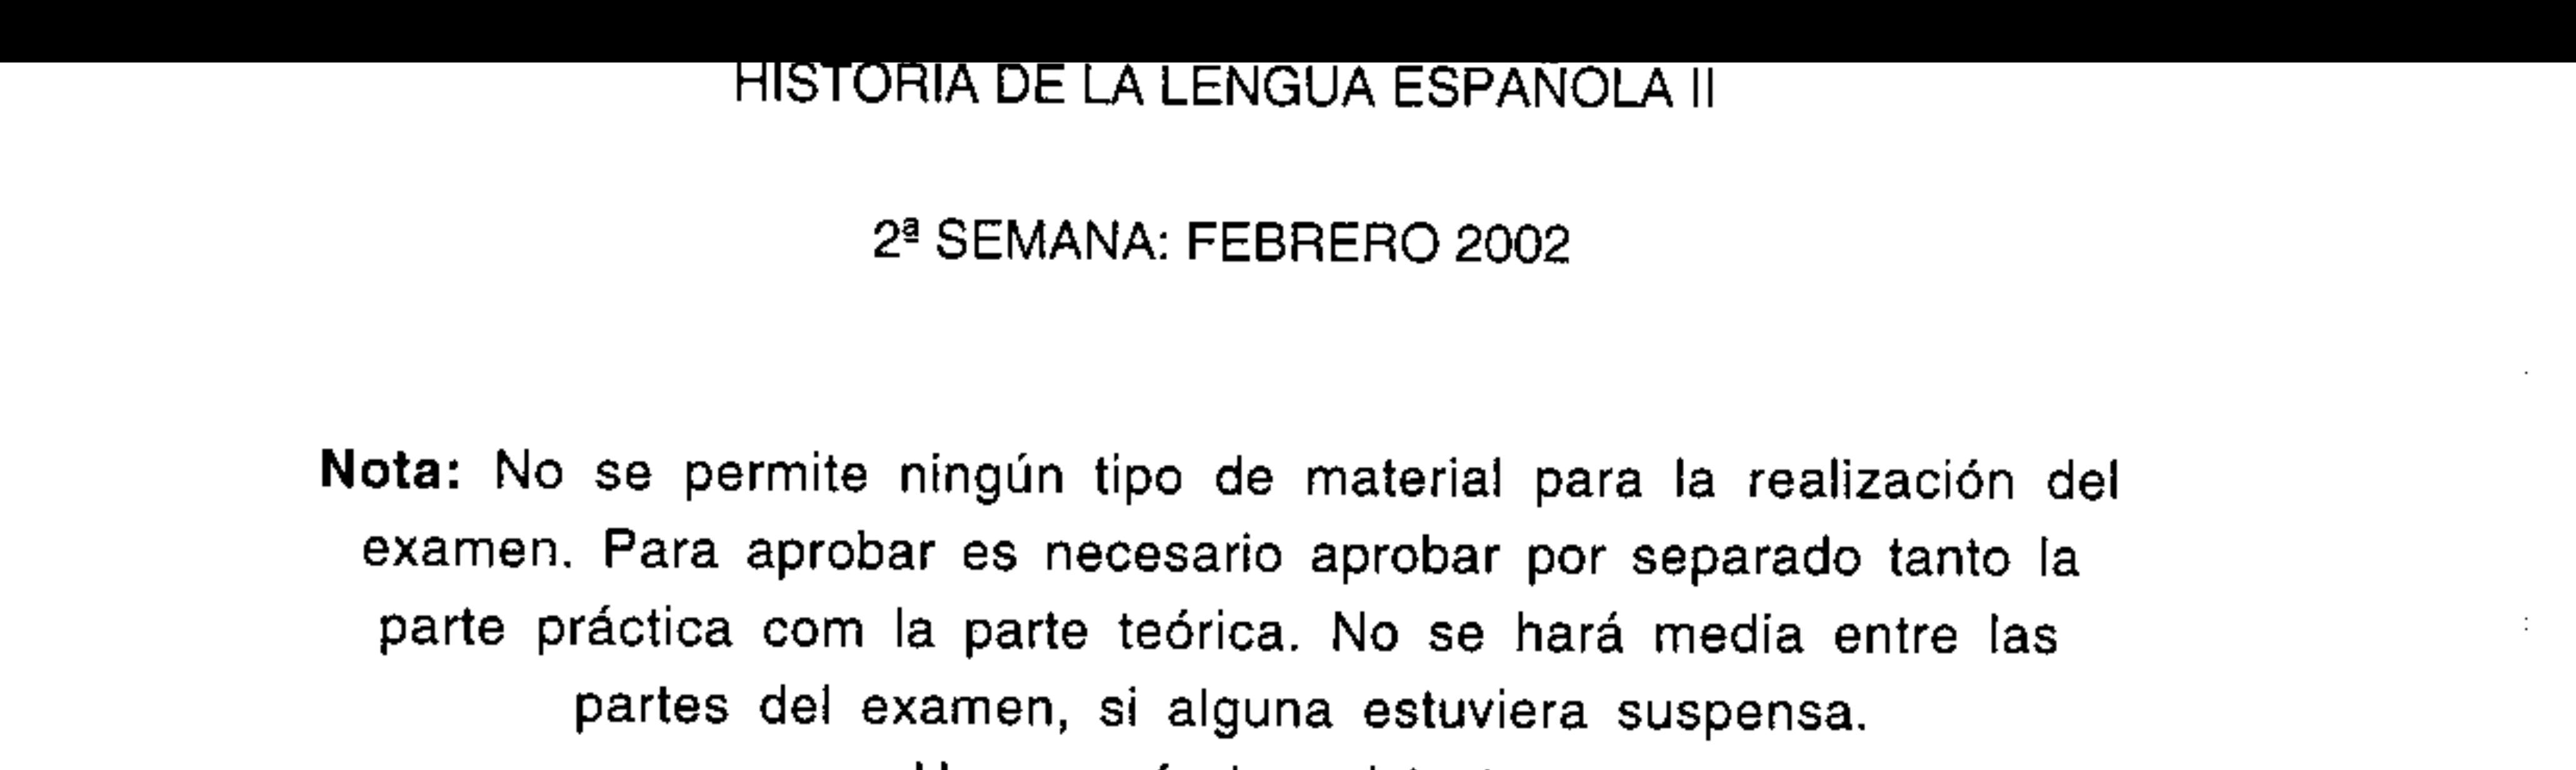 HISTORIA DE LA LENGUA ESPAÑOLA II
2ª SEMANA: FEBRERO 2002
Nota: No se permite ningún tipo de material para la realización del
examen. Para aprobar es necesario aprobar por separado tanto la
parte práctica com la parte teórica. No se hará media entre las
partes del examen, si alguna estuviera suspensa.